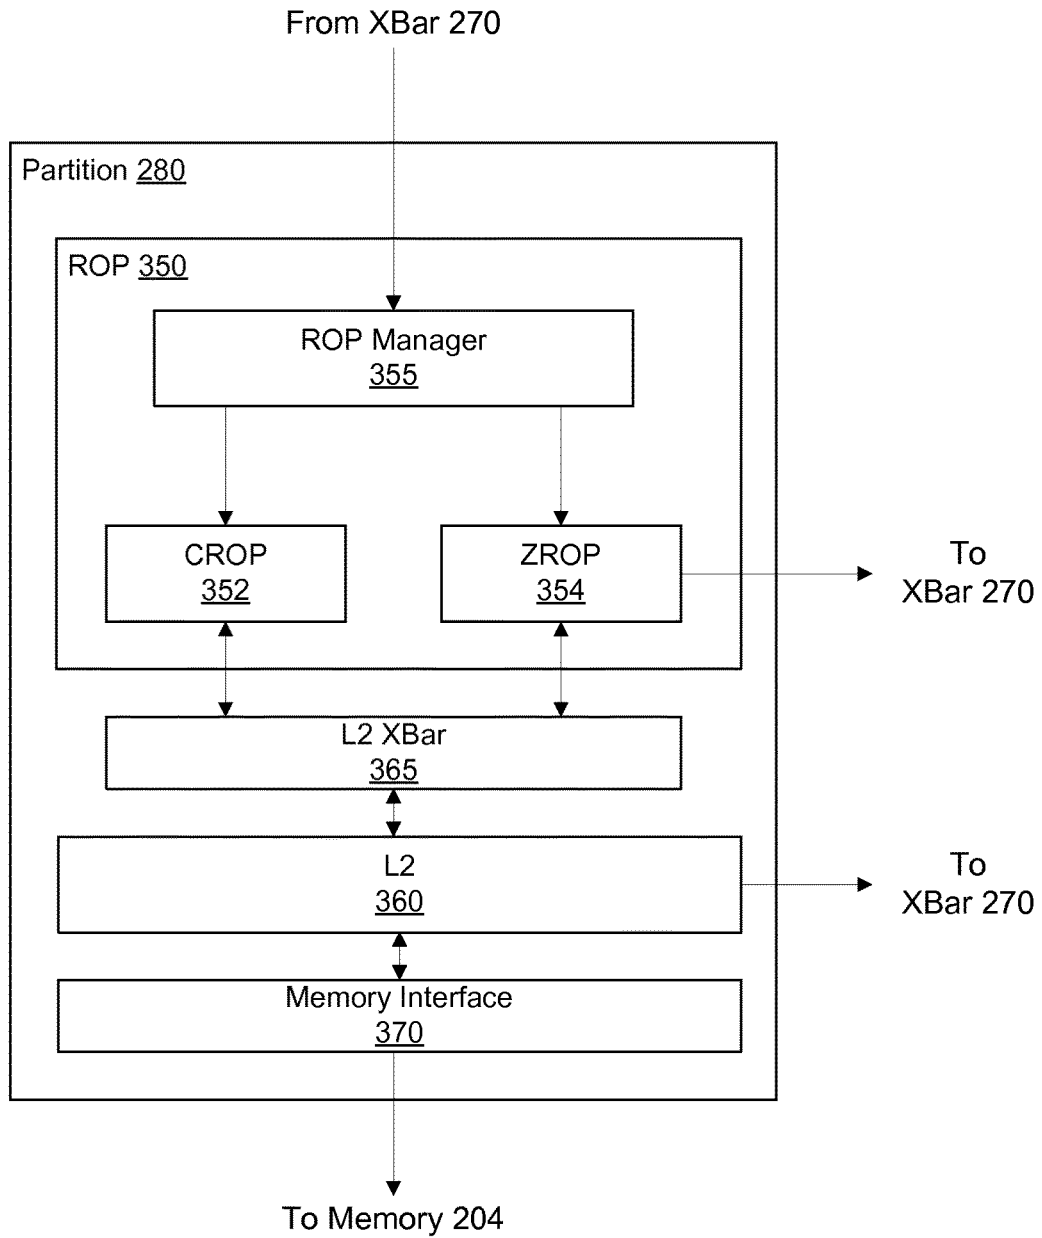 From XBar 270
Partition 280
ROP 350
ROP Manager
355
CROP
352
ZROP
354
To
XBar 270
L2 XBar
365
L2
360
To
XBar 270
Memory Interface
370
To Memory 204